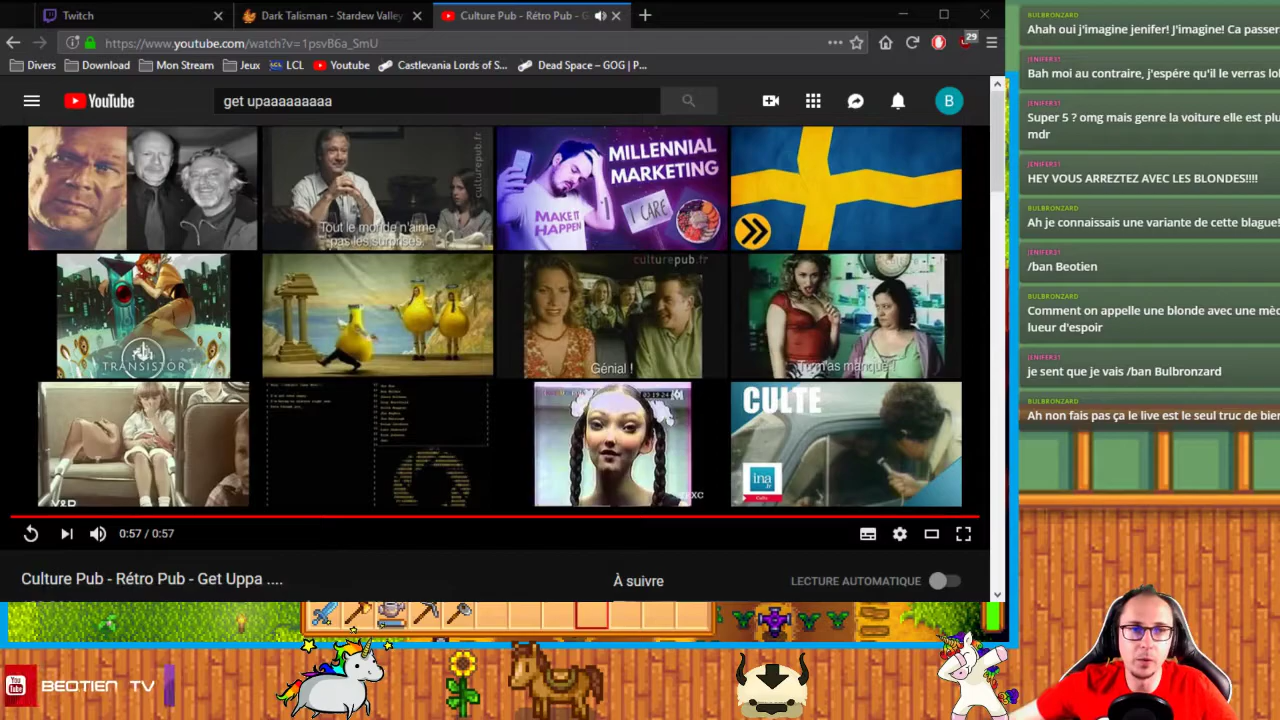 Twitch
Dark Talisman - Stardew Valley
Culture Pub - Rétro Pub - G
https://www.youtube.com/watch?v=1psvB6a_SmU
29
Divers
Download
Mon Stream
Jeux
LCL
Youtube
Castlevania Lords of S...
Dead Space – GOG | P...
YouTube
get upaaaaaaaaa
B
Tout le monde n'aime
pas les surprises.
culturepub.fr
MILLENNIAL
MARKETING
MAKE IT
HAPPEN
I CARE
TRANSISTOR
culturepub.fr
Génial !
Tu m'as manqué !
Y&R
CULTE
ina
0:57 / 0:57
Culture Pub - Rétro Pub - Get Uppa ....
À suivre
LECTURE AUTOMATIQUE
You
Tube
BEOTIEN TV
BULBRONZARD
Ahah oui j'imagine jenifer! J'imagine! Ca passer
JENIFER31
Bah moi au contraire, j'espére qu'il le verras lol
JENIFER31
Super 5 ? omg mais genre la voiture elle est plu
mdr
JENIFER31
HEY VOUS ARREZTEZ AVEC LES BLONDES!!!!
BULBRONZARD
Ah je connaissais une variante de cette blague
JENIFER31
/ban Beotien
BULBRONZARD
Comment on appelle une blonde avec une mèc
lueur d'espoir
JENIFER31
je sent que je vais /ban Bulbronzard
BULBRONZARD
Ah non fais pas ça le live est le seul truc de bien